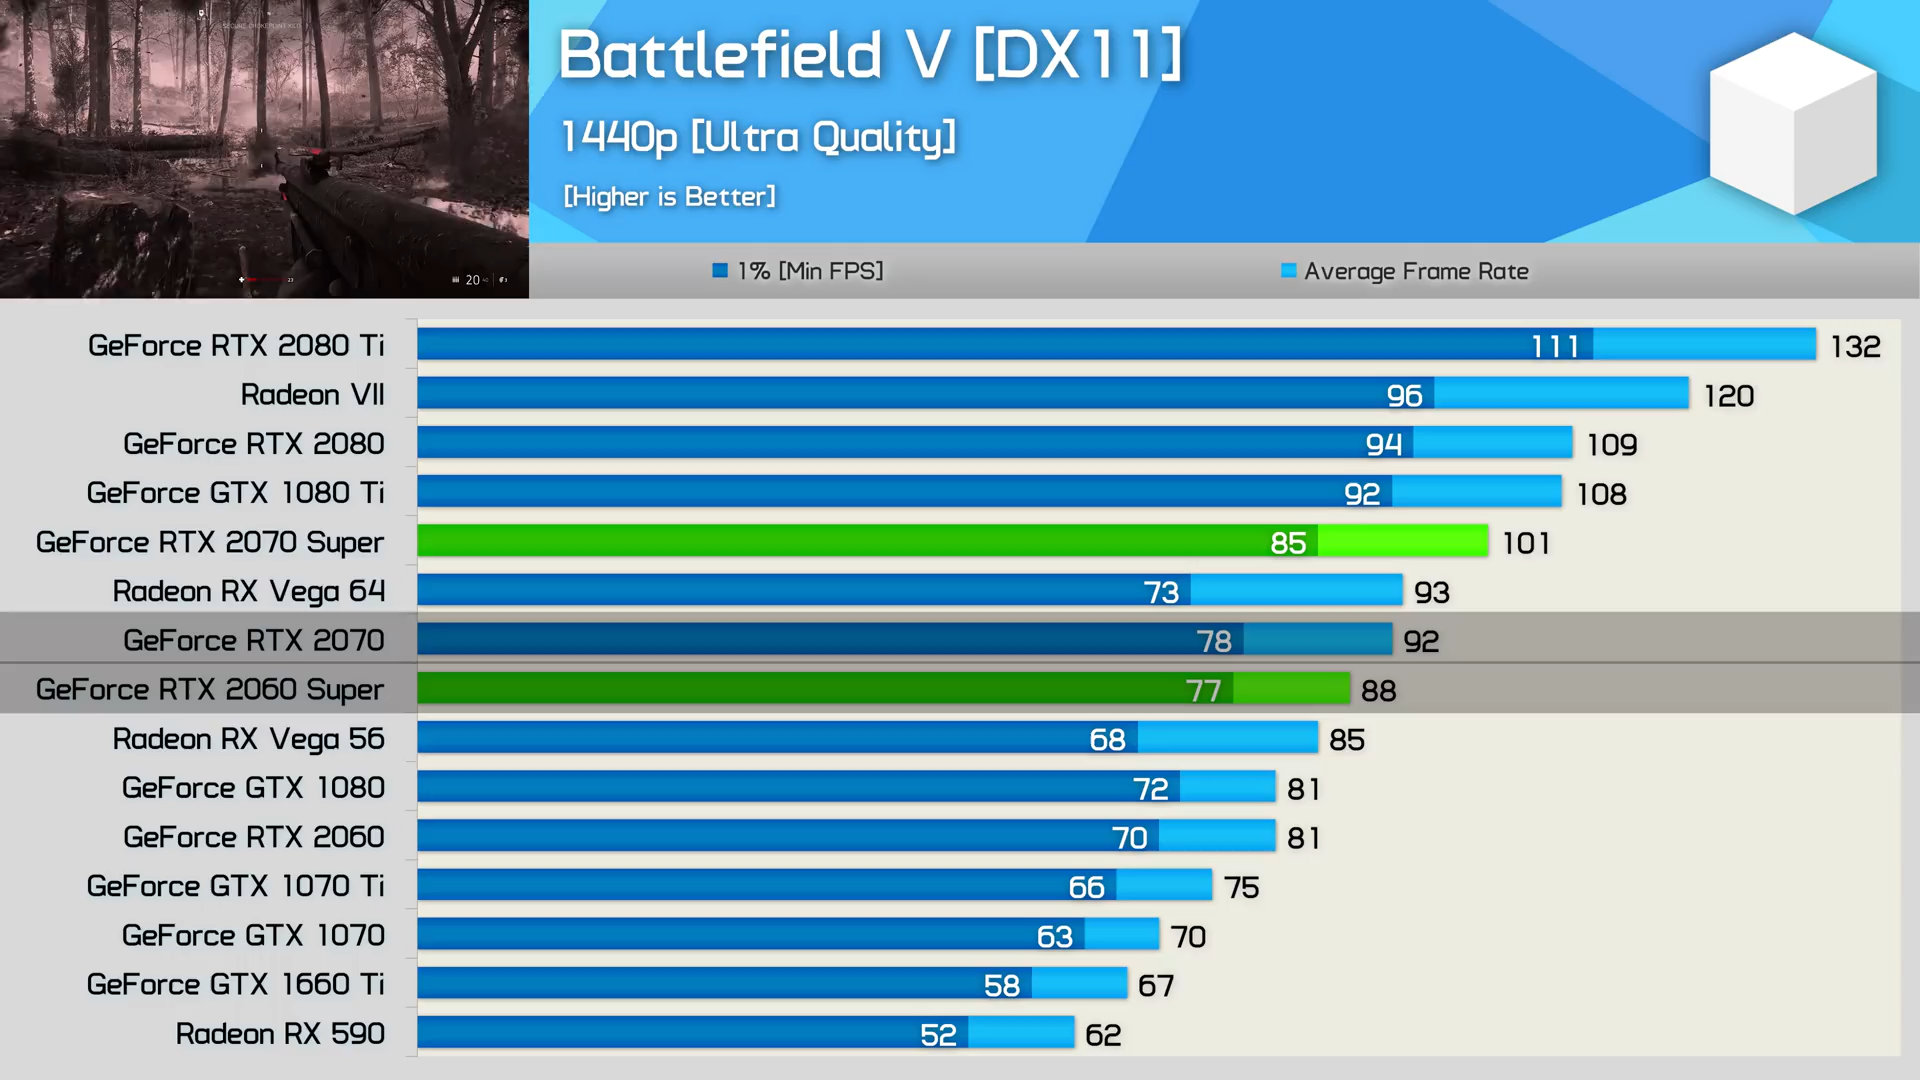 Battlefield V [DX11]
1440p [Ultra Quality]
[Higher is Better]
20
1% [Min FPS] Average Frame Rate
GeForce RTX 2080 Ti 111 132
Radeon VII 96 120
GeForce RTX 2080 94 109
GeForce GTX 1080 Ti 92 108
GeForce RTX 2070 Super 85 101
Radeon RX Vega 64 73 93
GeForce RTX 2070 78 92
GeForce RTX 2060 Super 77 88
Radeon RX Vega 56 68 85
GeForce GTX 1080 72 81
GeForce RTX 2060 70 81
GeForce GTX 1070 Ti 66 75
GeForce GTX 1070 63 70
GeForce GTX 1660 Ti 58 67
Radeon RX 590 52 62